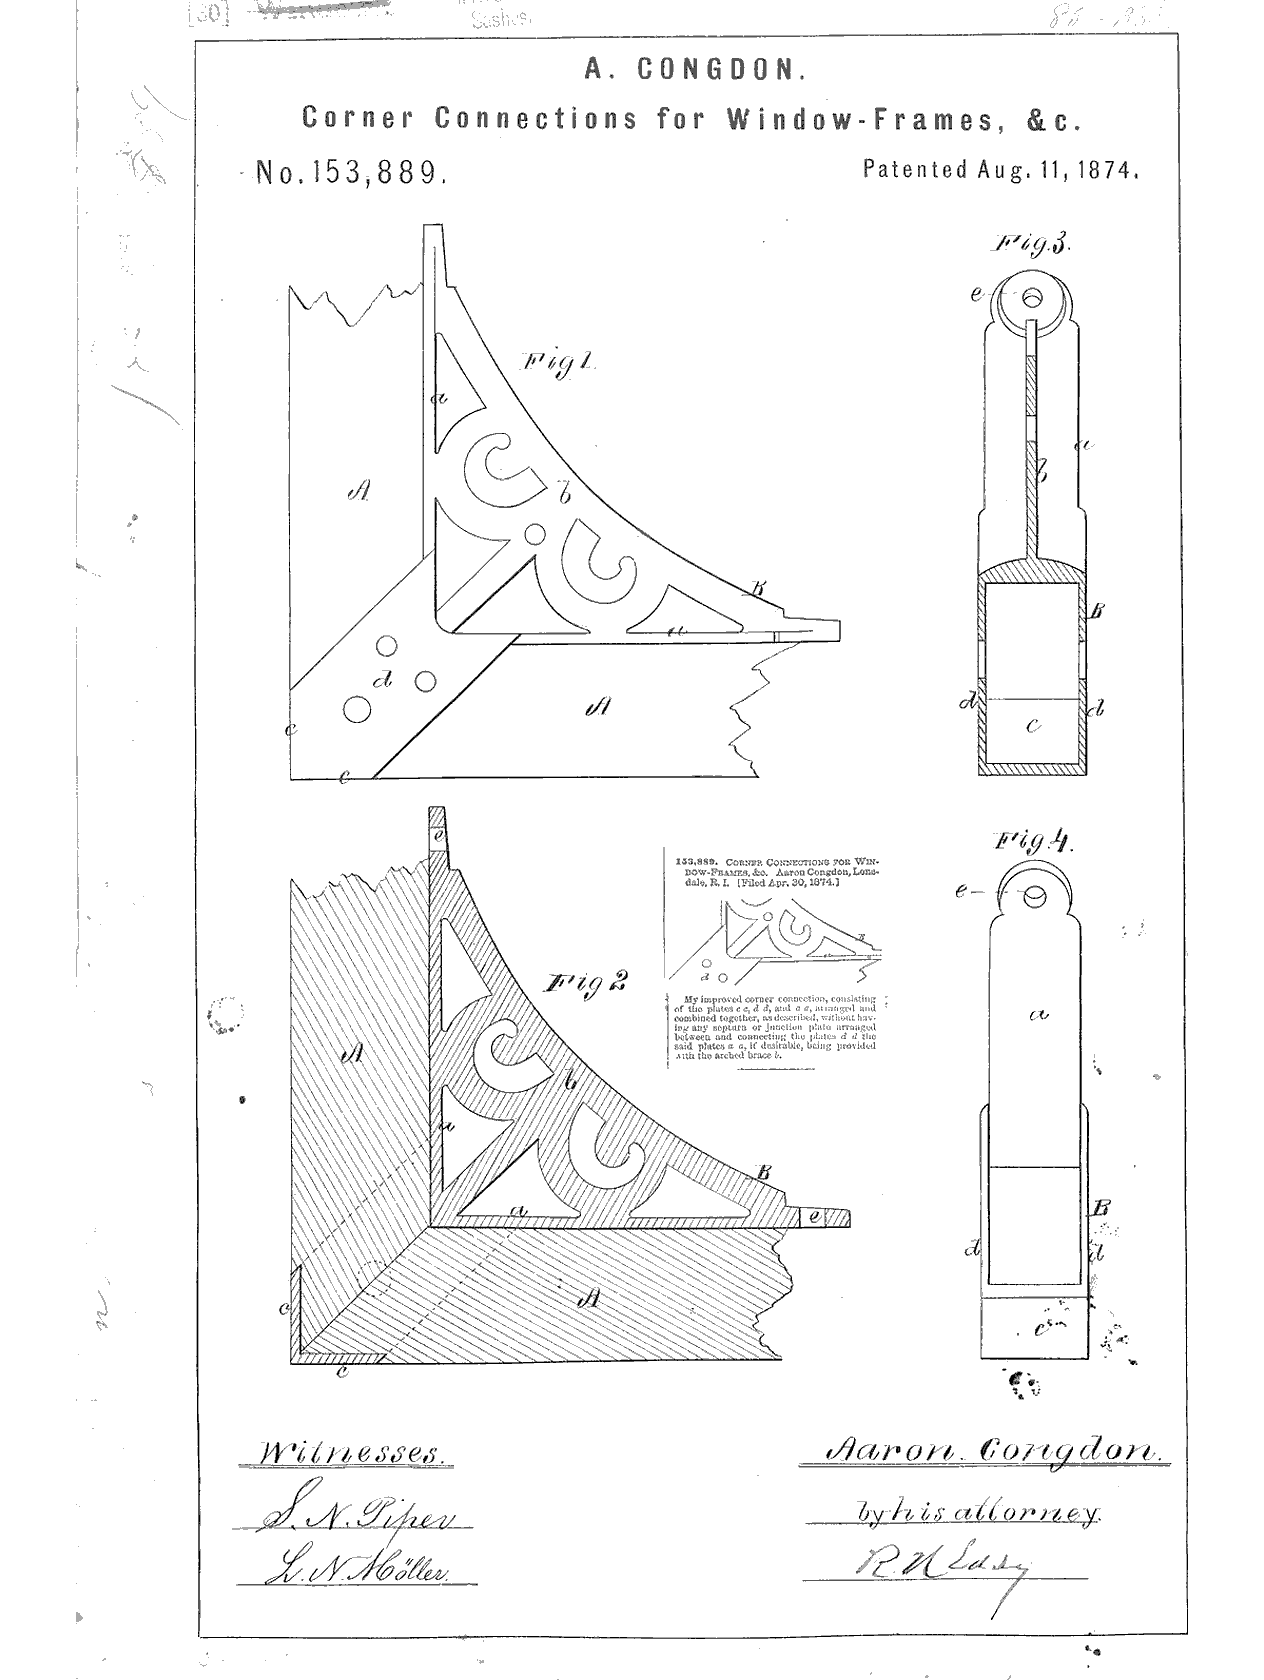 [30]
Sashes.
A. CONGDON.
Corner Connections for Window-Frames, &c.
No. 153,889.
Patented Aug. 11, 1874.
Fig. 3.
e
Fig 1.
a
a
A
b
b
B
B
a
d
d
d
c
A
c
c
e
Fig. 4.
153,889. CORNER CONNECTIONS FOR WIN-
DOW-FRAMES, &c. Aaron Congdon, Lons-
dale, R. I. [Filed Apr. 30, 1874.]
e
B
a
d
Fig 2
My improved corner connection, consisting
of the plates c c, d d, and a a, arranged and
combined together, as described, without hav-
ing any septum or junction plate arranged
between and connecting the plates d d the
said plates a a, if desirable, being provided
with the arched brace b.
a
A
b
a
B
B
a
e
d
d
c
A
c
c
Witnesses.
Aaron Congdon.
S. N. Piper
by his attorney.
L. N. Möller.
R. H. Eddy